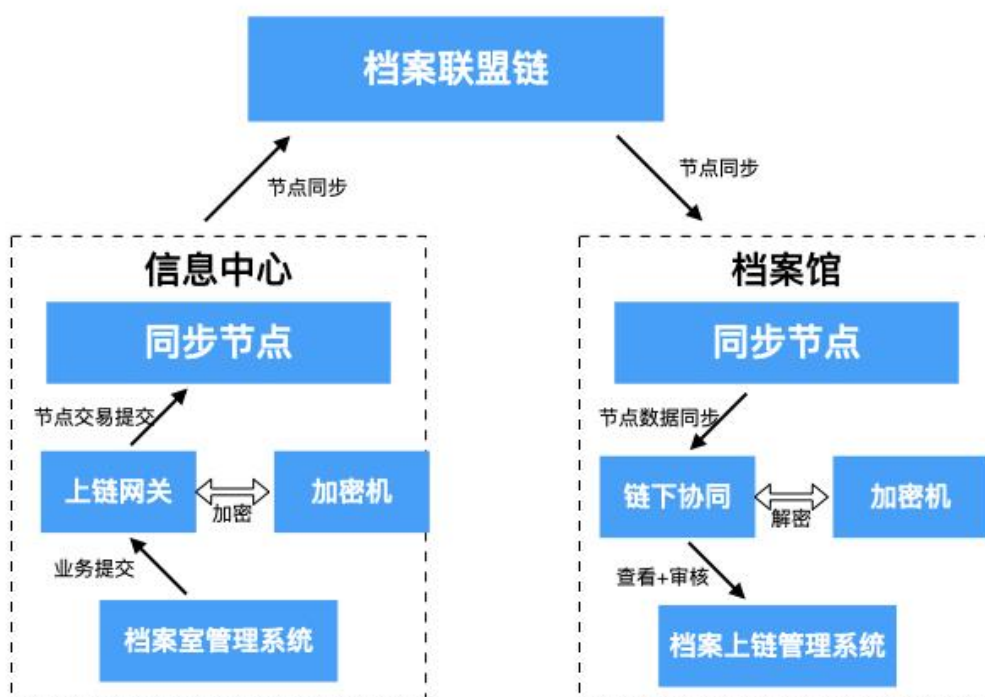 档案联盟链
节点同步
节点同步
信息中心
同步节点
节点交易提交
上链网关
加密
加密机
业务提交
档案室管理系统
档案馆
同步节点
节点数据同步
链下协同
解密
加密机
查看+审核
档案上链管理系统